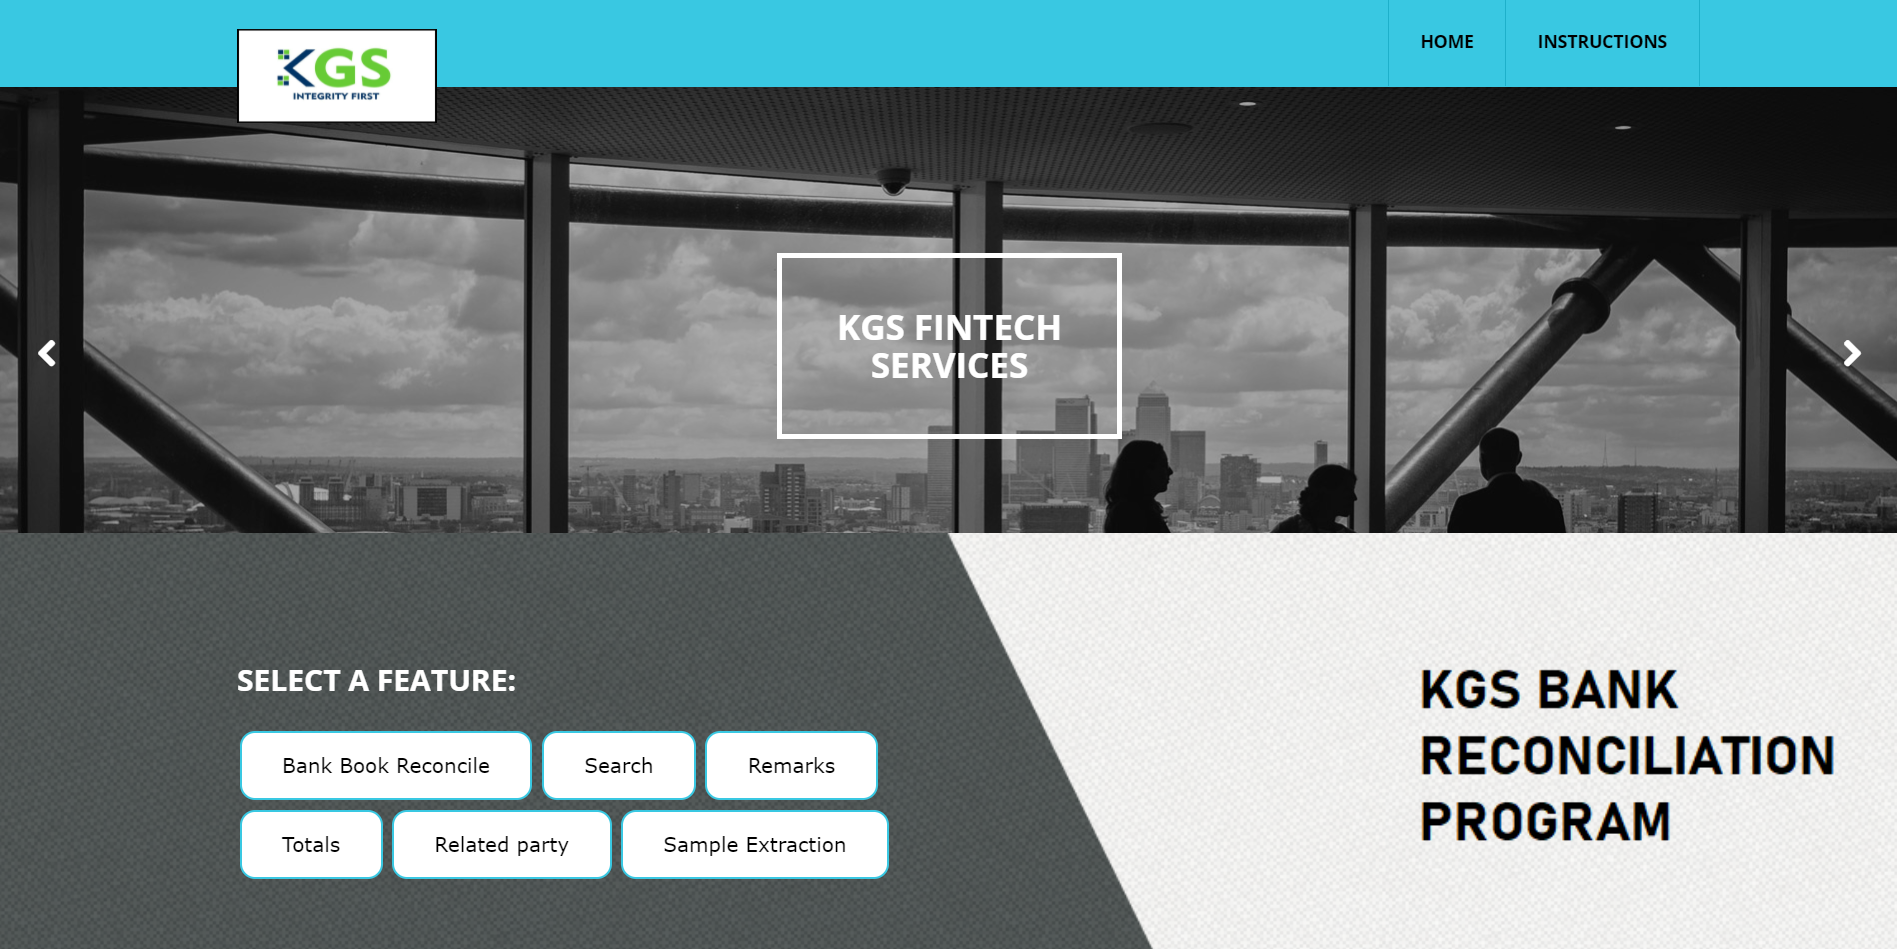 KGS
INTEGRITY FIRST
HOME
INSTRUCTIONS
KGS FINTECH
SERVICES
SELECT A FEATURE:
Bank Book Reconcile
Search
Remarks
Totals
Related party
Sample Extraction
KGS BANK
RECONCILIATION
PROGRAM